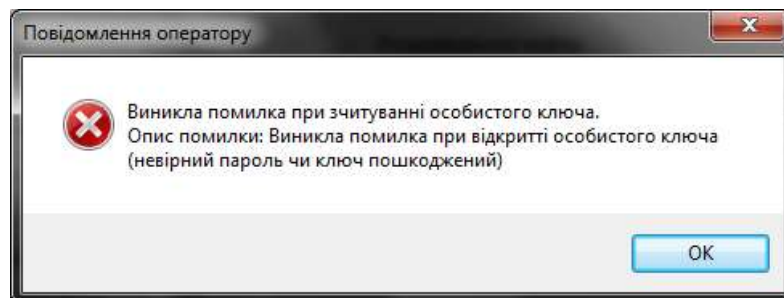 Повідомлення оператору
Виникла помилка при зчитуванні особистого ключа.
Опис помилки: Виникла помилка при відкритті особистого ключа
(невірний пароль чи ключ пошкоджений)
OK